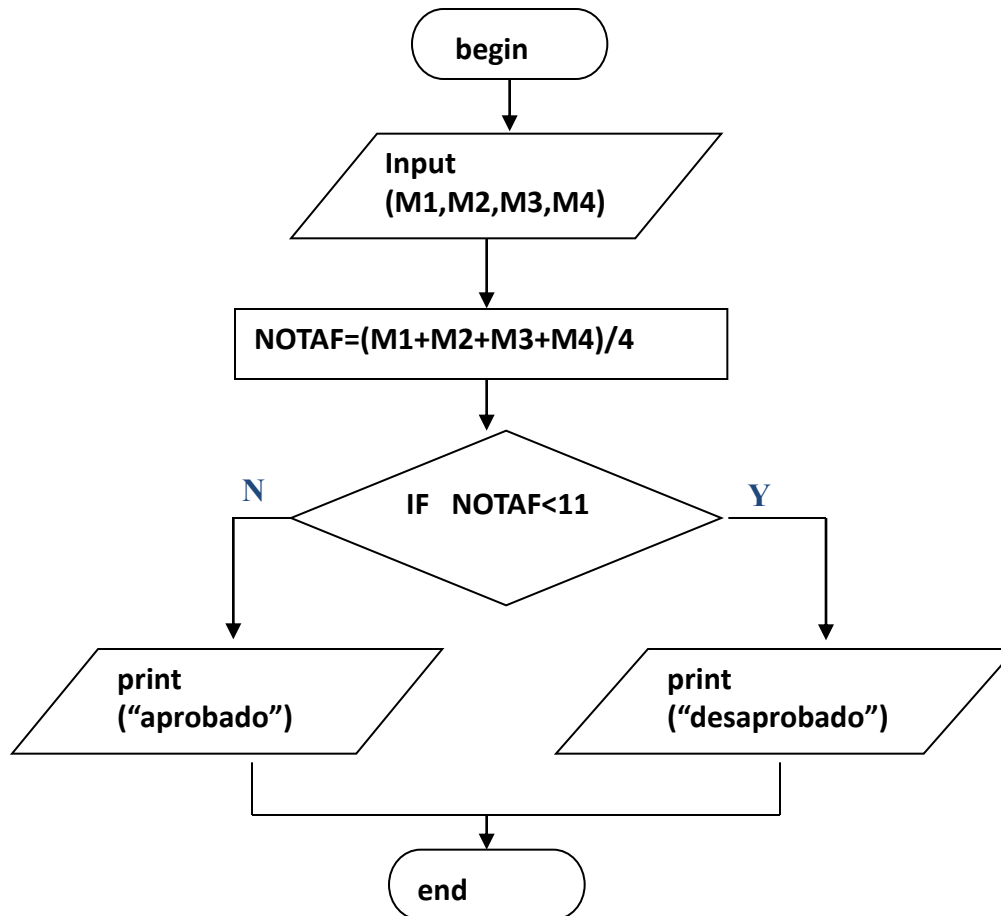 begin
Input
(M1,M2,M3,M4)
NOTAF=(M1+M2+M3+M4)/4
N
IF NOTAF<11
Y
print
(“aprobado”)
print
(“desaprobado”)
end